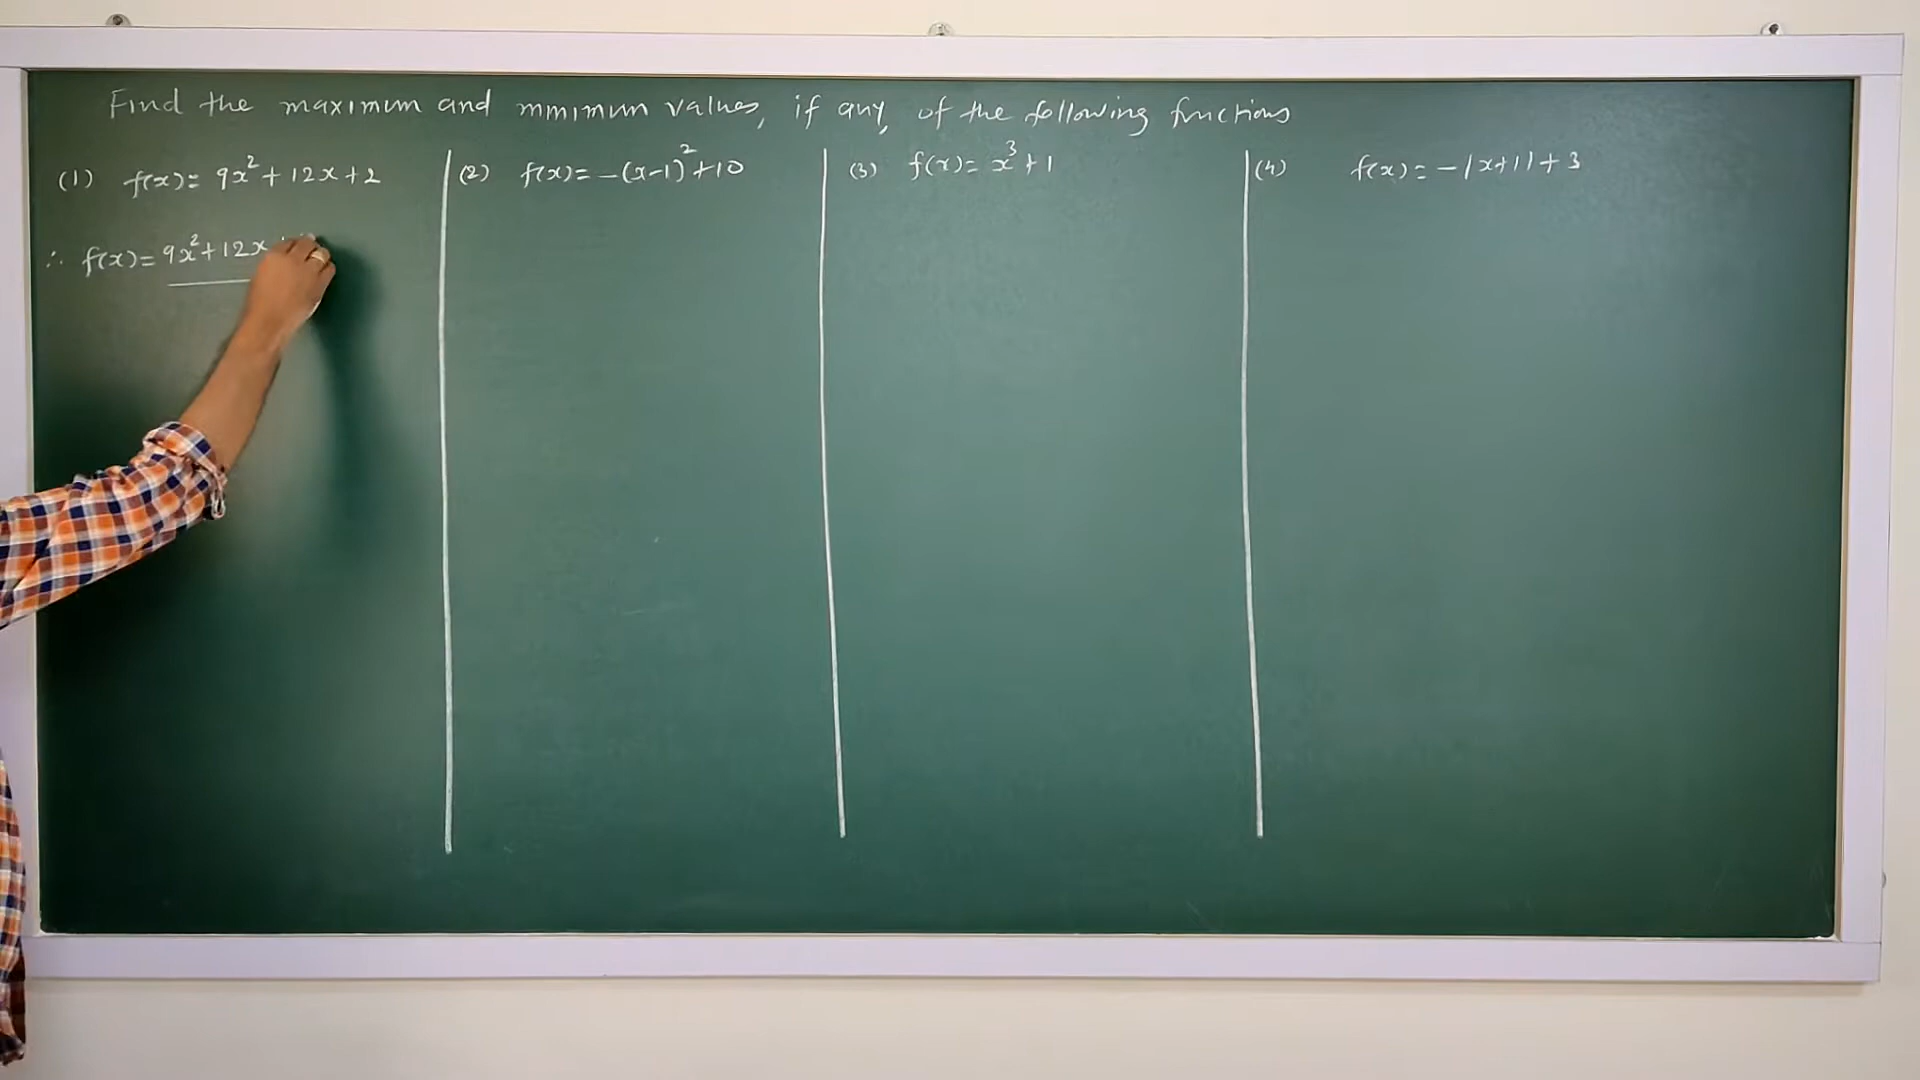 Find the maximum and minimum values, if any, of the following functions
(1) f(x) = 9x² + 12x + 2
(2) f(x) = -(x-1)² + 10
(3) f(x) = x³ + 1
(4) f(x) = -|x+1| + 3
∴ f(x) = 9x² + 12x